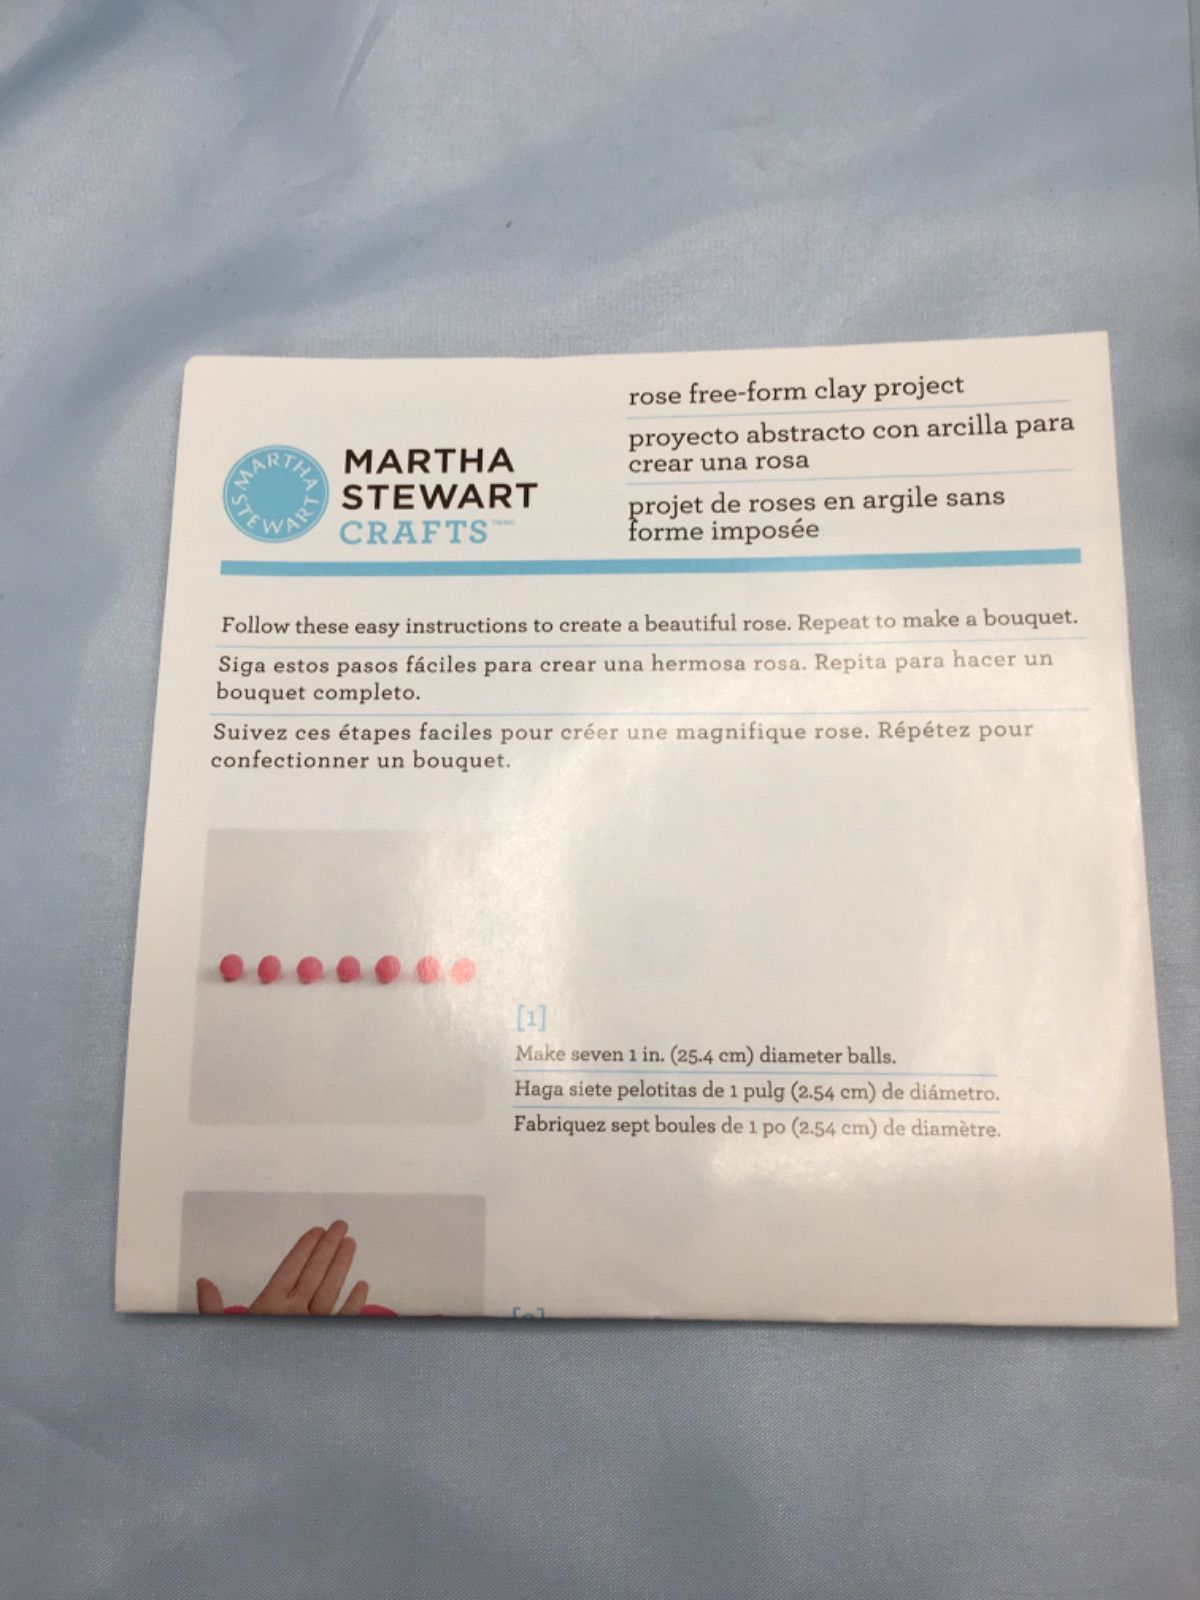 MARTHA STEWART
MARTHA
STEWART
CRAFTS™MC
rose free-form clay project
proyecto abstracto con arcilla para
crear una rosa
projet de roses en argile sans
forme imposée
Follow these easy instructions to create a beautiful rose. Repeat to make a bouquet.
Siga estos pasos fáciles para crear una hermosa rosa. Repita para hacer un
bouquet completo.
Suivez ces étapes faciles pour créer une magnifique rose. Répétez pour
confectionner un bouquet.
[1]
Make seven 1 in. (25.4 cm) diameter balls.
Haga siete pelotitas de 1 pulg (2.54 cm) de diámetro.
Fabriquez sept boules de 1 po (2.54 cm) de diamètre.